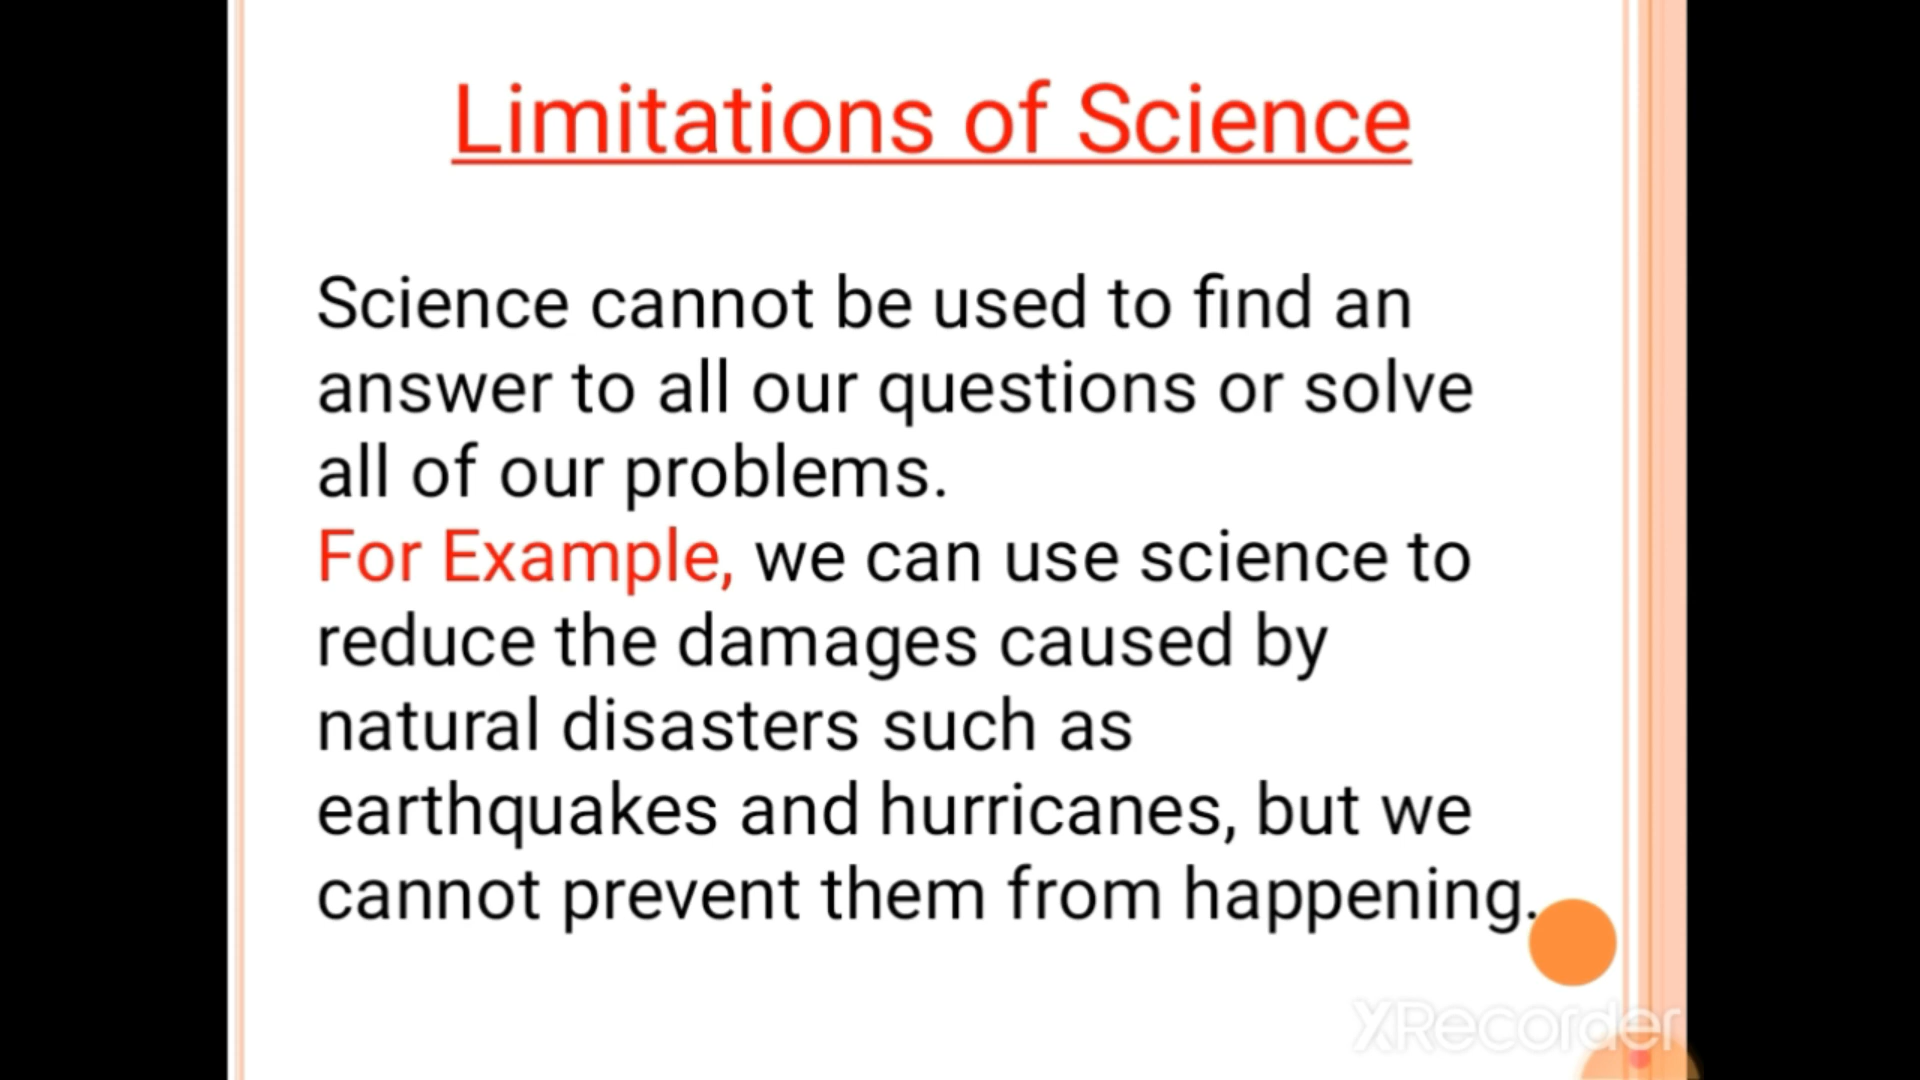 Limitations of Science
Science cannot be used to find an
answer to all our questions or solve
all of our problems.
For Example, we can use science to
reduce the damages caused by
natural disasters such as
earthquakes and hurricanes, but we
cannot prevent them from happening.
XRecorder